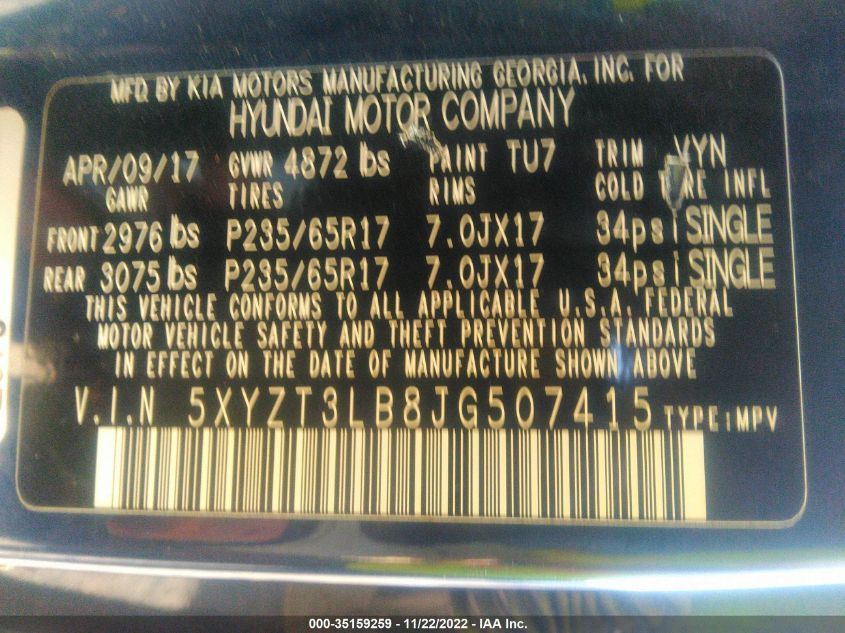 MFD. BY KIA MOTORS MANUFACTURING GEORGIA, INC. FOR
HYUNDAI MOTOR COMPANY
APR/09/17 GVWR 4872 lbs PAINT TU7 TRIM VYN
GAWR TIRES RIMS COLD TIRE INFL
FRONT 2976 lbs P235/65R17 7.0JX17 34psi SINGLE
REAR 3075 lbs P235/65R17 7.0JX17 34psi SINGLE
THIS VEHICLE CONFORMS TO ALL APPLICABLE U.S.A. FEDERAL
MOTOR VEHICLE SAFETY AND THEFT PREVENTION STANDARDS
IN EFFECT ON THE DATE OF MANUFACTURE SHOWN ABOVE
V.I.N 5XYZT3LB8JG507415 TYPE:MPV
000-35159259 - 11/22/2022 - IAA Inc.